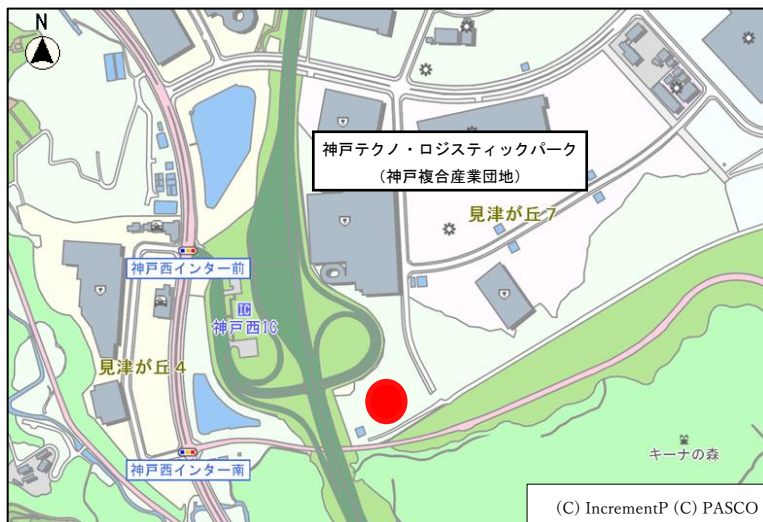 N
神戸テクノ・ロジスティックパーク
（神戸複合産業団地）
見津が丘７
神戸西インター前
IC
神戸西IC
見津が丘４
神戸西インター南
キーナの森
(C) IncrementP (C) PASCO